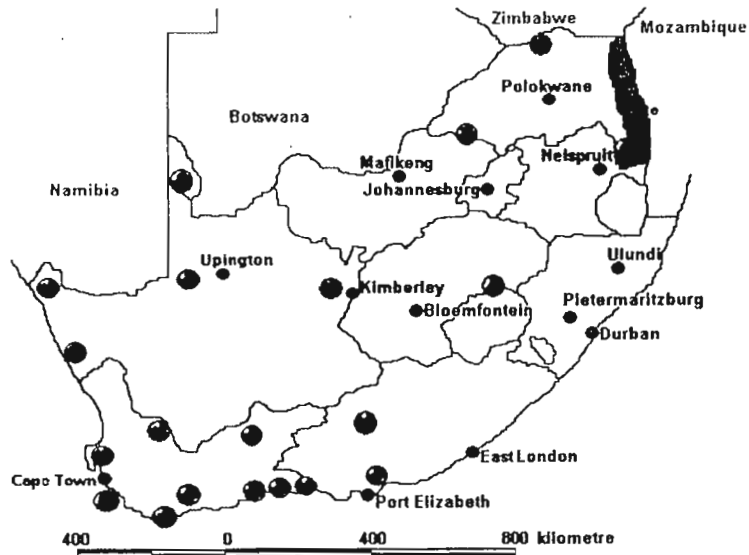 Zimbabwe
Mozambique
Polokwane
Botswana
Mafikeng
Nelspruit
Johannesburg
Namibia
Upington
Ulundi
Kimberley
Pietermaritzburg
Bloemfontein
Durban
East London
Cape Town
Port Elizabeth
400 0 400 800 kilometre